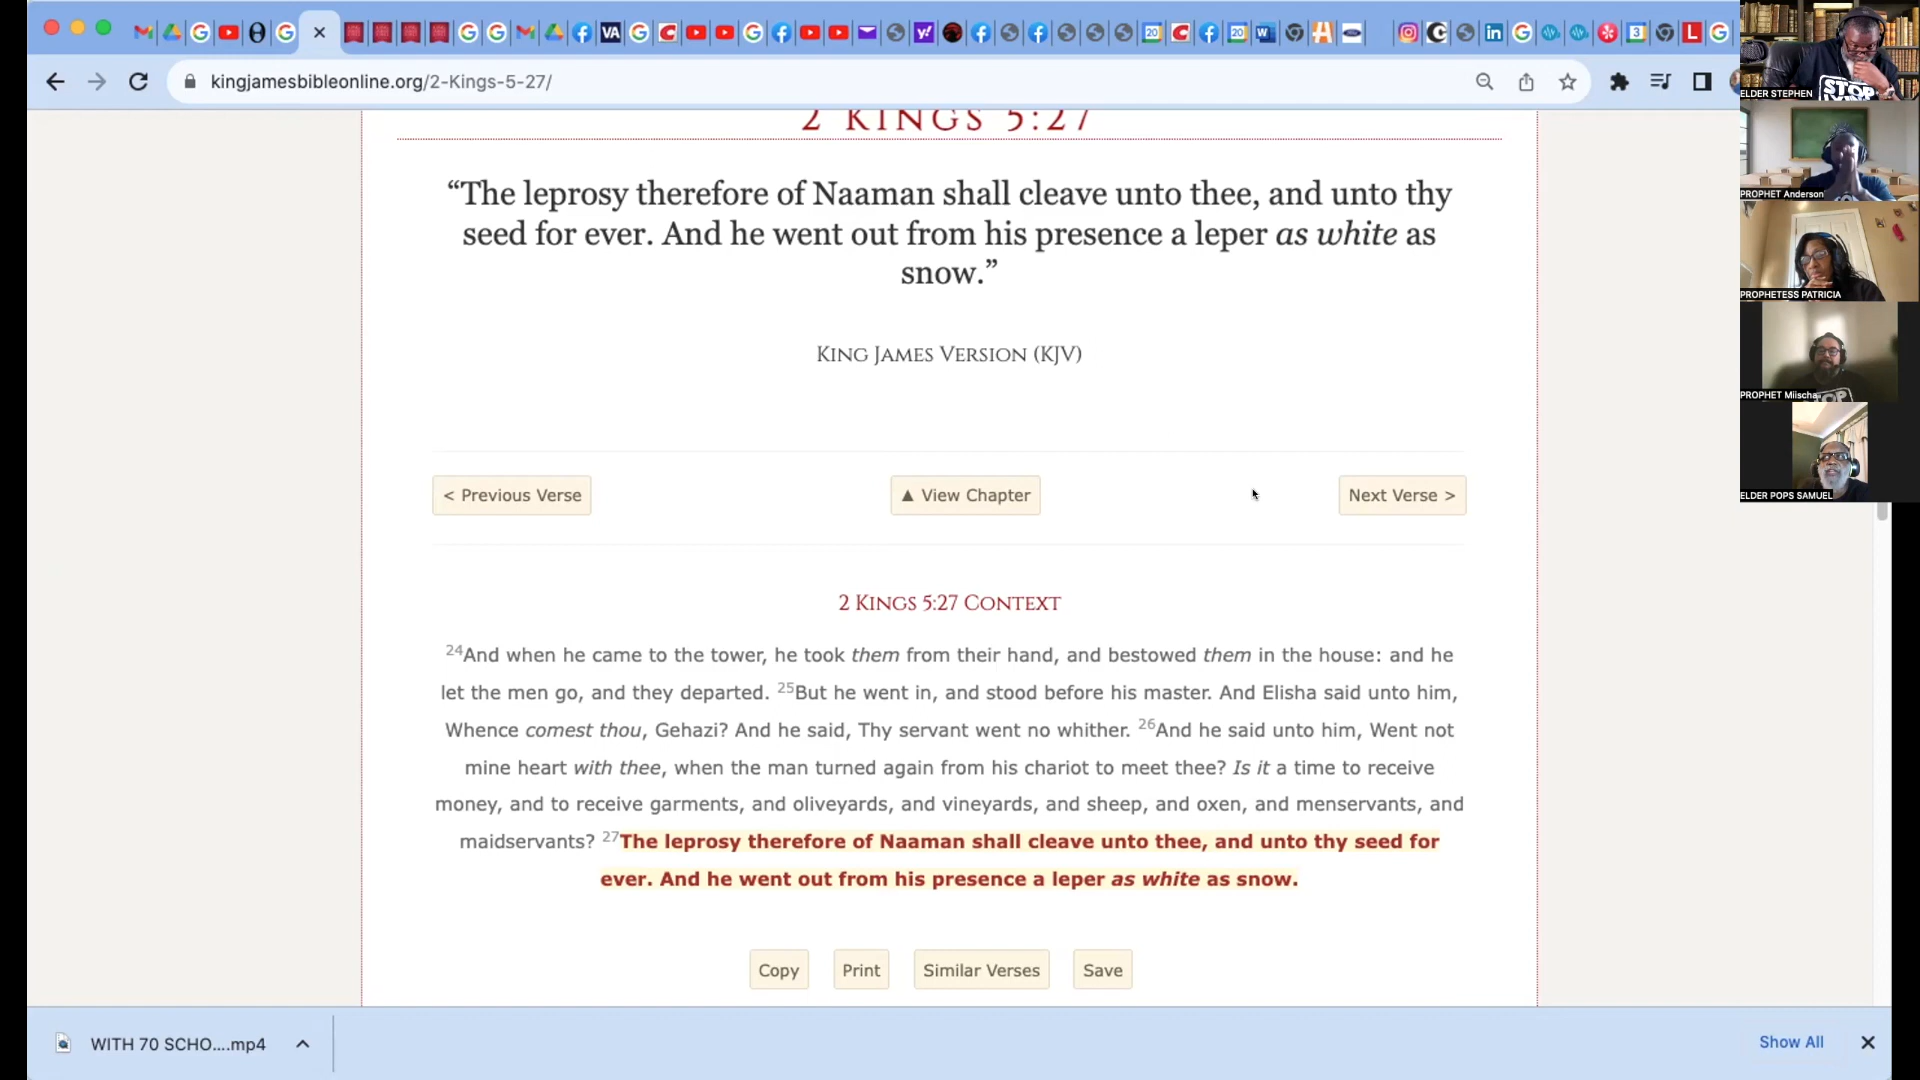 kingjamesbibleonline.org/2-Kings-5-27/
2 KINGS 5:27
“The leprosy therefore of Naaman shall cleave unto thee, and unto thy
seed for ever. And he went out from his presence a leper as white as
snow.”
King James Version (KJV)
< Previous Verse
▲ View Chapter
Next Verse >
2 Kings 5:27 Context
24And when he came to the tower, he took them from their hand, and bestowed them in the house: and he
let the men go, and they departed. 25But he went in, and stood before his master. And Elisha said unto him,
Whence comest thou, Gehazi? And he said, Thy servant went no whither. 26And he said unto him, Went not
mine heart with thee, when the man turned again from his chariot to meet thee? Is it a time to receive
money, and to receive garments, and oliveyards, and vineyards, and sheep, and oxen, and menservants, and
maidservants? 27The leprosy therefore of Naaman shall cleave unto thee, and unto thy seed for
ever. And he went out from his presence a leper as white as snow.
Copy
Print
Similar Verses
Save
WITH 70 SCHO....mp4
Show All
STOP
ELDER STEPHEN
PROPHET Anderson
PROPHETESS PATRICIA
PROPHET Miischa
ELDER POPS SAMUEL